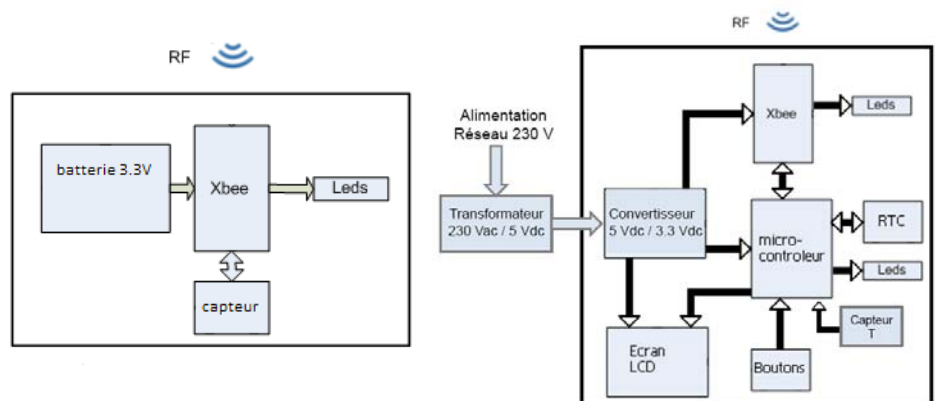 RF
batterie 3.3V
Xbee
Leds
capteur
RF
Alimentation
Réseau 230 V
Transformateur
230 Vac / 5 Vdc
Convertisseur
5 Vdc / 3.3 Vdc
Xbee
Leds
micro-
controleur
RTC
Leds
Capteur
T
Ecran
LCD
Boutons